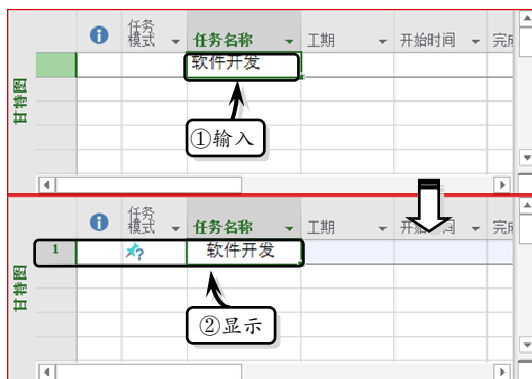 任务
模式
任务名称
工期
开始时间
完成
软件开发
①输入
甘特图
任务
模式
任务名称
工期
开始时间
完成
1
软件开发
②显示
甘特图